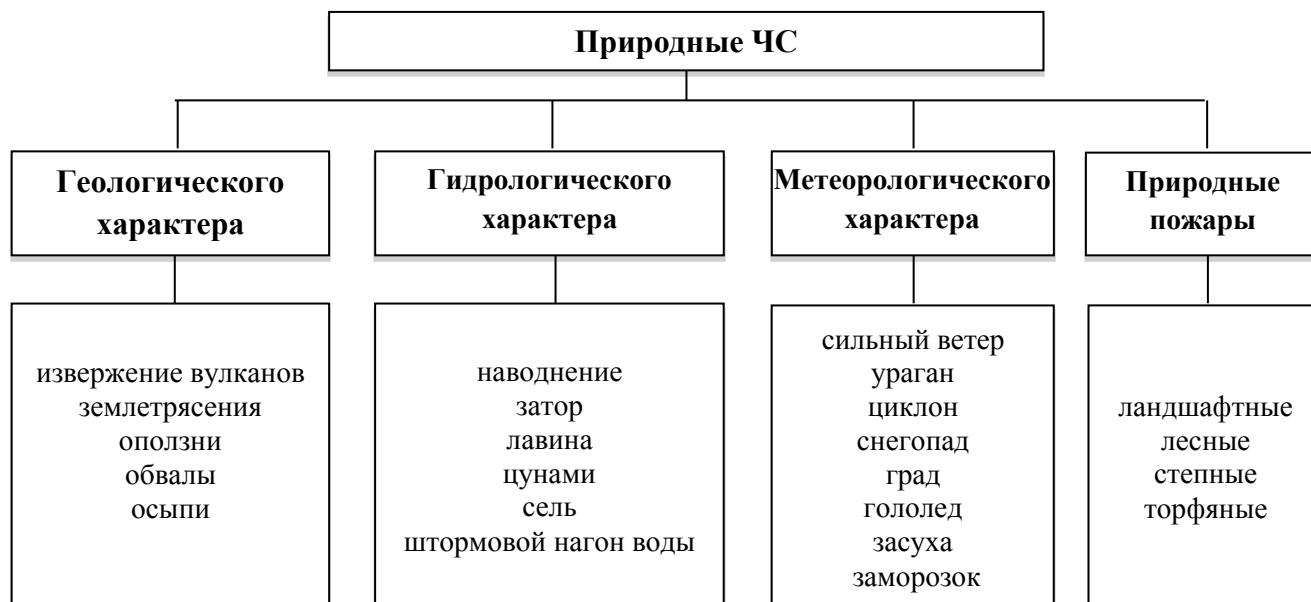 Природные ЧС
Геологического
характера
Гидрологического
характера
Метеорологического
характера
Природные
пожары
извержение вулканов
землетрясения
оползни
обвалы
осыпи
наводнение
затор
лавина
цунами
сель
штормовой нагон воды
сильный ветер
ураган
циклон
снегопад
град
гололед
засуха
заморозок
ландшафтные
лесные
степные
торфяные